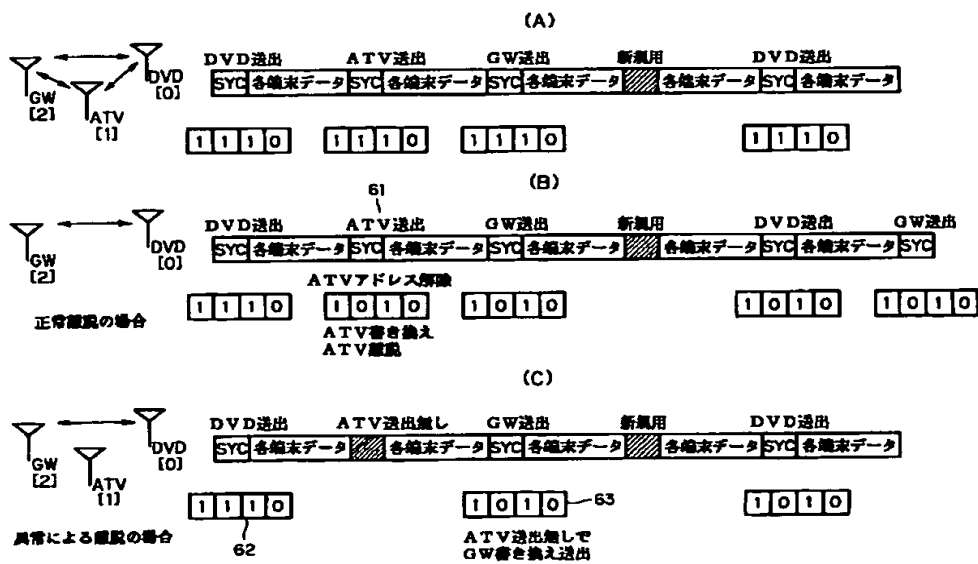 (A)
DVD送出 ATV送出 GW送出 新規用 DVD送出
SYC 各端末データ SYC 各端末データ SYC 各端末データ 各端末データ SYC 各端末データ
GW
[2]
ATV
[1]
DVD
[0]
1 1 1 0 1 1 1 0 1 1 1 0 1 1 1 0
(B)
61
DVD送出 ATV送出 GW送出 新規用 DVD送出 GW送出
SYC 各端末データ SYC 各端末データ SYC 各端末データ 各端末データ SYC 各端末データ SYC
GW
[2]
DVD
[0]
ATVアドレス解除
1 1 1 0 1 0 1 0 1 0 1 0 1 0 1 0 1 0 1 0
正常離脱の場合
ATV書き換え
ATV離脱
(C)
DVD送出 ATV送出無し GW送出 新規用 DVD送出
SYC 各端末データ 各端末データ SYC 各端末データ 各端末データ SYC 各端末データ
GW
[2]
ATV
[1]
DVD
[0]
1 1 1 0 1 0 1 0 63 1 0 1 0
異常による離脱の場合
62
ATV送出無しで
GW書き換え送出